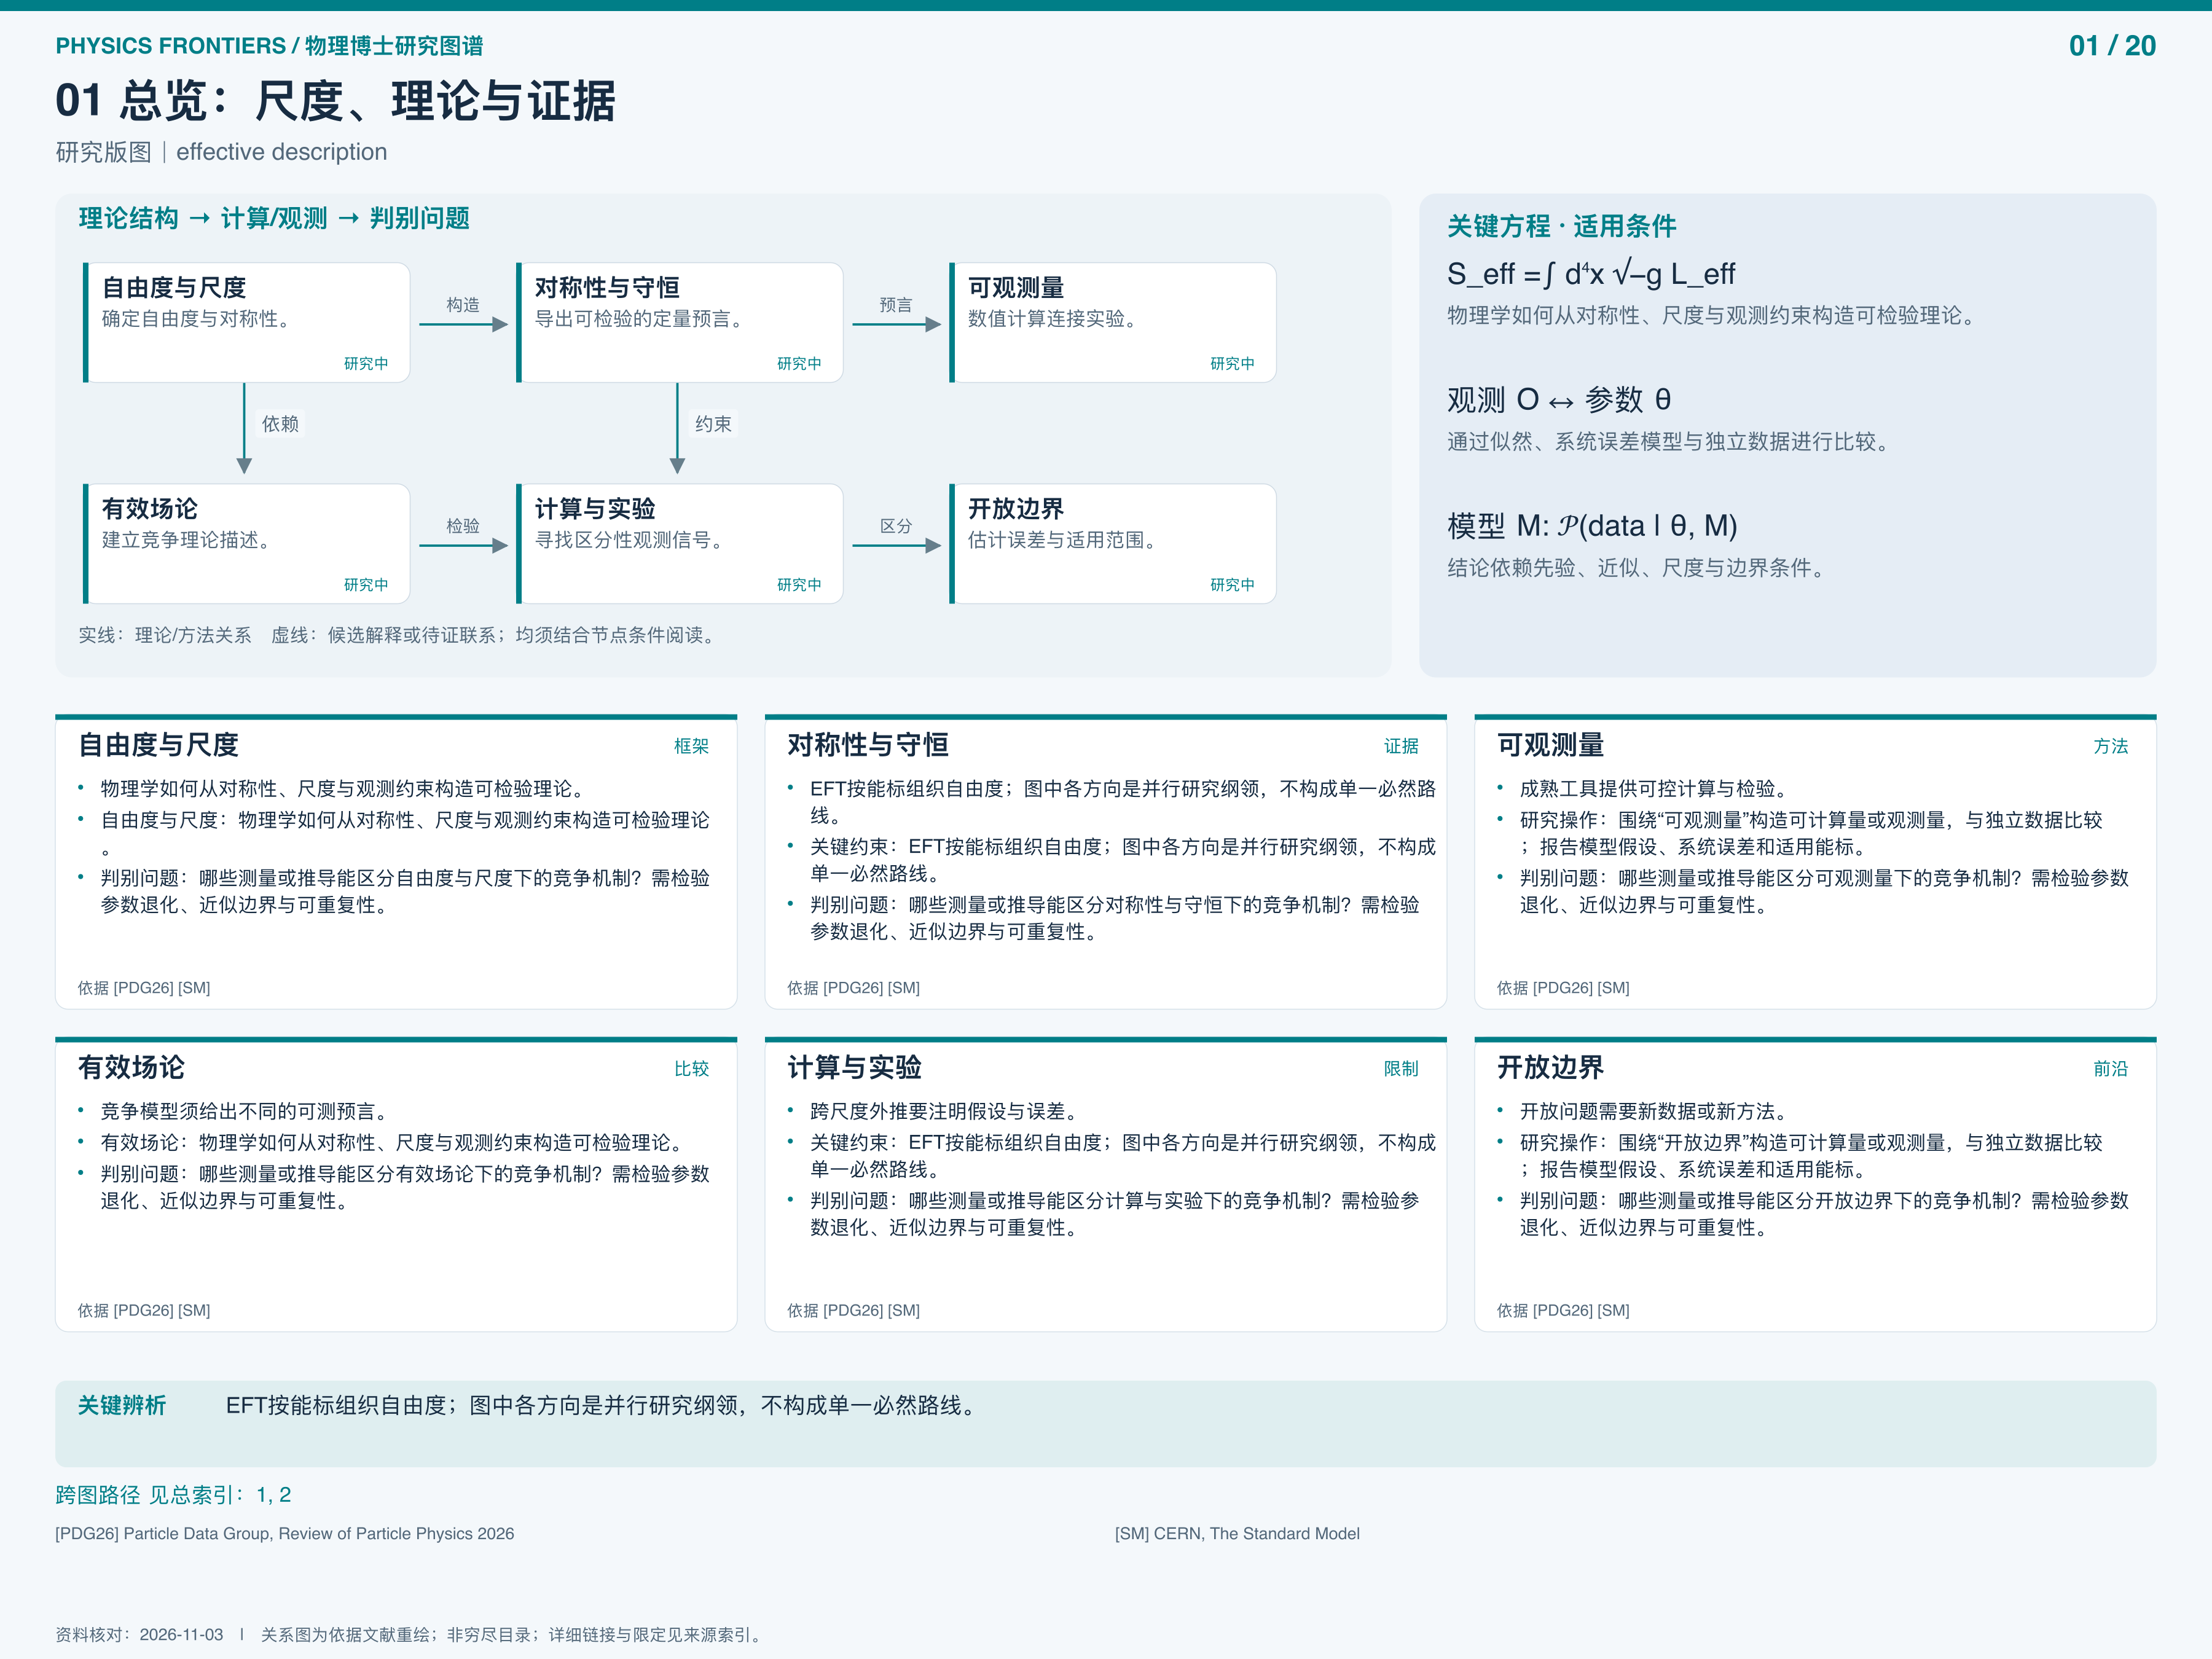 PHYSICS FRONTIERS / 物理博士研究图谱
01 / 20
01 总览：尺度、理论与证据
研究版图｜effective description
理论结构 → 计算/观测 → 判别问题
自由度与尺度
确定自由度与对称性。
研究中
构造
对称性与守恒
导出可检验的定量预言。
研究中
预言
可观测量
数值计算连接实验。
研究中
依赖
约束
有效场论
建立竞争理论描述。
研究中
检验
计算与实验
寻找区分性观测信号。
研究中
区分
开放边界
估计误差与适用范围。
研究中
实线：理论/方法关系　虚线：候选解释或待证联系；均须结合节点条件阅读。
关键方程 · 适用条件
S_eff =∫ d⁴x √−g L_eff
物理学如何从对称性、尺度与观测约束构造可检验理论。
观测 O ↔ 参数 θ
通过似然、系统误差模型与独立数据进行比较。
模型 M: 𝒫(data | θ, M)
结论依赖先验、近似、尺度与边界条件。
自由度与尺度
框架
• 物理学如何从对称性、尺度与观测约束构造可检验理论。
• 自由度与尺度：物理学如何从对称性、尺度与观测约束构造可检验理论
。
• 判别问题：哪些测量或推导能区分自由度与尺度下的竞争机制？需检验
参数退化、近似边界与可重复性。
依据 [PDG26] [SM]
对称性与守恒
证据
• EFT按能标组织自由度；图中各方向是并行研究纲领，不构成单一必然路
线。
• 关键约束：EFT按能标组织自由度；图中各方向是并行研究纲领，不构成
单一必然路线。
• 判别问题：哪些测量或推导能区分对称性与守恒下的竞争机制？需检验
参数退化、近似边界与可重复性。
依据 [PDG26] [SM]
可观测量
方法
• 成熟工具提供可控计算与检验。
• 研究操作：围绕“可观测量”构造可计算量或观测量，与独立数据比较
；报告模型假设、系统误差和适用能标。
• 判别问题：哪些测量或推导能区分可观测量下的竞争机制？需检验参数
退化、近似边界与可重复性。
依据 [PDG26] [SM]
有效场论
比较
• 竞争模型须给出不同的可测预言。
• 有效场论：物理学如何从对称性、尺度与观测约束构造可检验理论。
• 判别问题：哪些测量或推导能区分有效场论下的竞争机制？需检验参数
退化、近似边界与可重复性。
依据 [PDG26] [SM]
计算与实验
限制
• 跨尺度外推要注明假设与误差。
• 关键约束：EFT按能标组织自由度；图中各方向是并行研究纲领，不构成
单一必然路线。
• 判别问题：哪些测量或推导能区分计算与实验下的竞争机制？需检验参
数退化、近似边界与可重复性。
依据 [PDG26] [SM]
开放边界
前沿
• 开放问题需要新数据或新方法。
• 研究操作：围绕“开放边界”构造可计算量或观测量，与独立数据比较
；报告模型假设、系统误差和适用能标。
• 判别问题：哪些测量或推导能区分开放边界下的竞争机制？需检验参数
退化、近似边界与可重复性。
依据 [PDG26] [SM]
关键辨析　EFT按能标组织自由度；图中各方向是并行研究纲领，不构成单一必然路线。
跨图路径 见总索引：1, 2
[PDG26] Particle Data Group, Review of Particle Physics 2026
[SM] CERN, The Standard Model
资料核对：2026-11-03　|　关系图为依据文献重绘；非穷尽目录；详细链接与限定见来源索引。